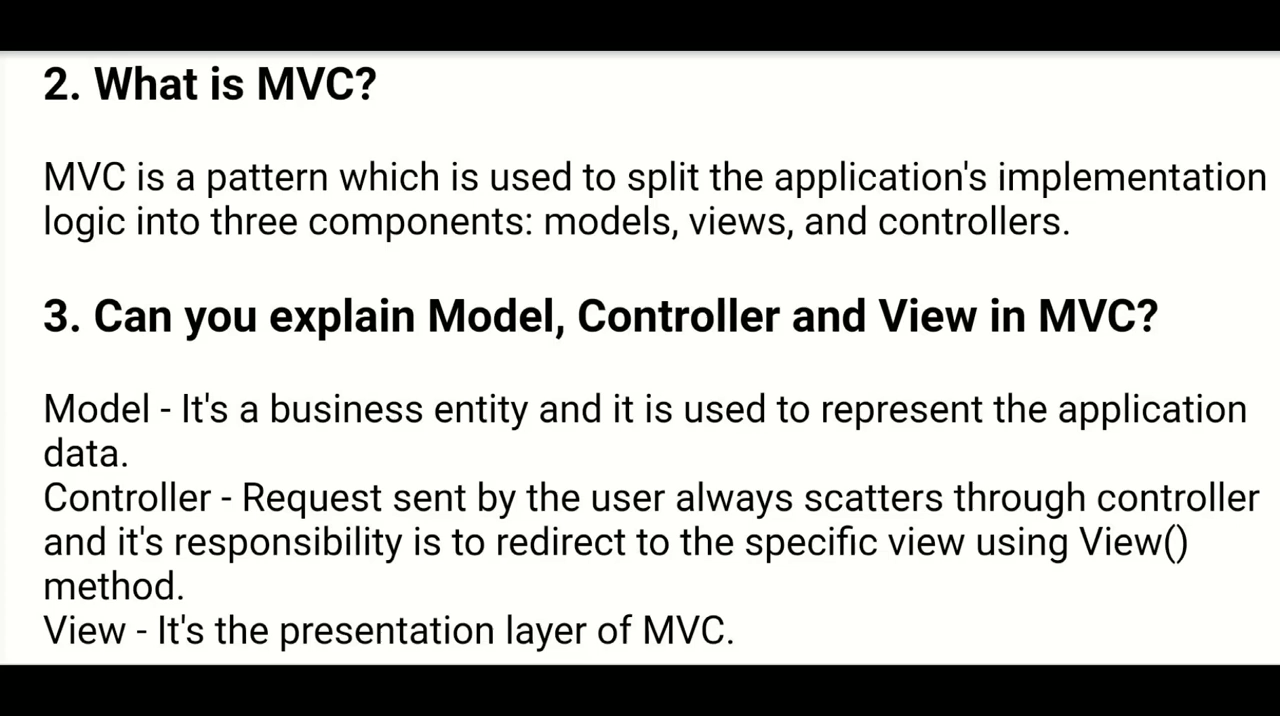 2. What is MVC?
MVC is a pattern which is used to split the application's implementation
logic into three components: models, views, and controllers.
3. Can you explain Model, Controller and View in MVC?
Model - It's a business entity and it is used to represent the application
data.
Controller - Request sent by the user always scatters through controller
and it's responsibility is to redirect to the specific view using View()
method.
View - It's the presentation layer of MVC.